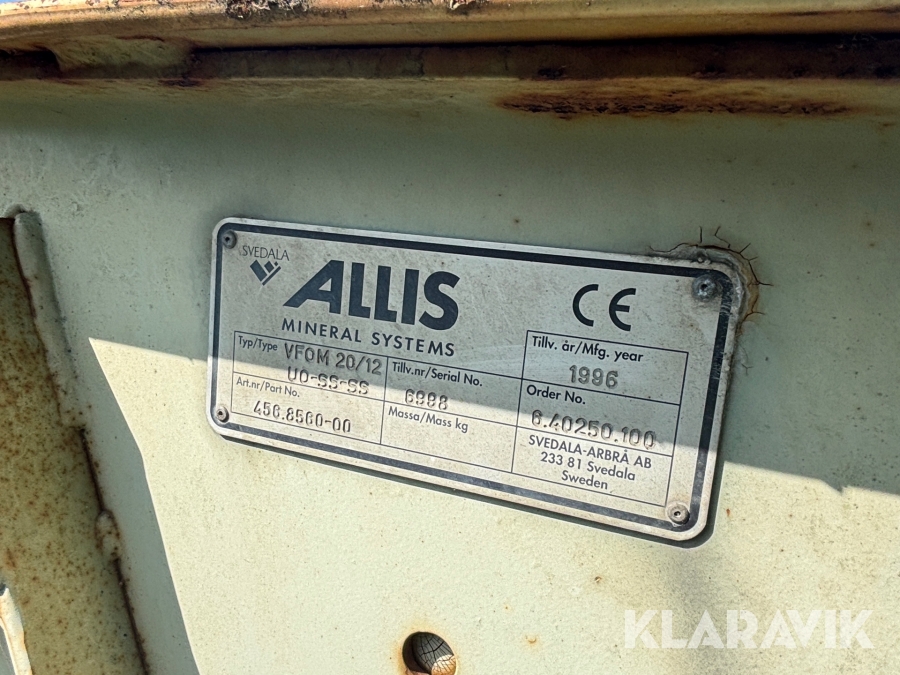 SVEDALA
ALLIS
MINERAL SYSTEMS
CE
Typ/Type VFOM 20/12
UO-SS-SS
Art.nr/Part No.
456.8560-00
Tillv.nr/Serial No.
6998
Massa/Mass kg
Tillv. år/Mfg. year
1996
Order No.
6.40250.100
SVEDALA-ARBRÅ AB
233 81 Svedala
Sweden
KLARAVIK